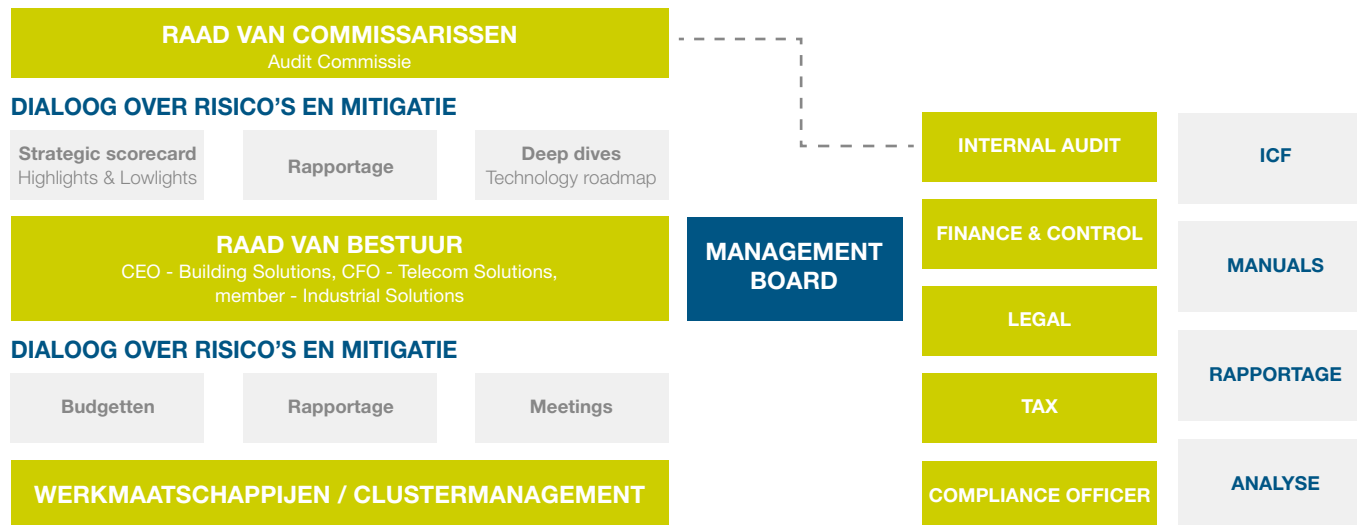 RAAD VAN COMMISSARISSEN
Audit Commissie
DIALOOG OVER RISICO’S EN MITIGATIE
Strategic scorecard
Highlights & Lowlights
Rapportage
Deep dives
Technology roadmap
RAAD VAN BESTUUR
CEO - Building Solutions, CFO - Telecom Solutions,
member - Industrial Solutions
DIALOOG OVER RISICO’S EN MITIGATIE
Budgetten
Rapportage
Meetings
WERKMAATSCHAPPIJEN / CLUSTERMANAGEMENT
MANAGEMENT
BOARD
INTERNAL AUDIT
FINANCE & CONTROL
LEGAL
TAX
COMPLIANCE OFFICER
ICF
MANUALS
RAPPORTAGE
ANALYSE